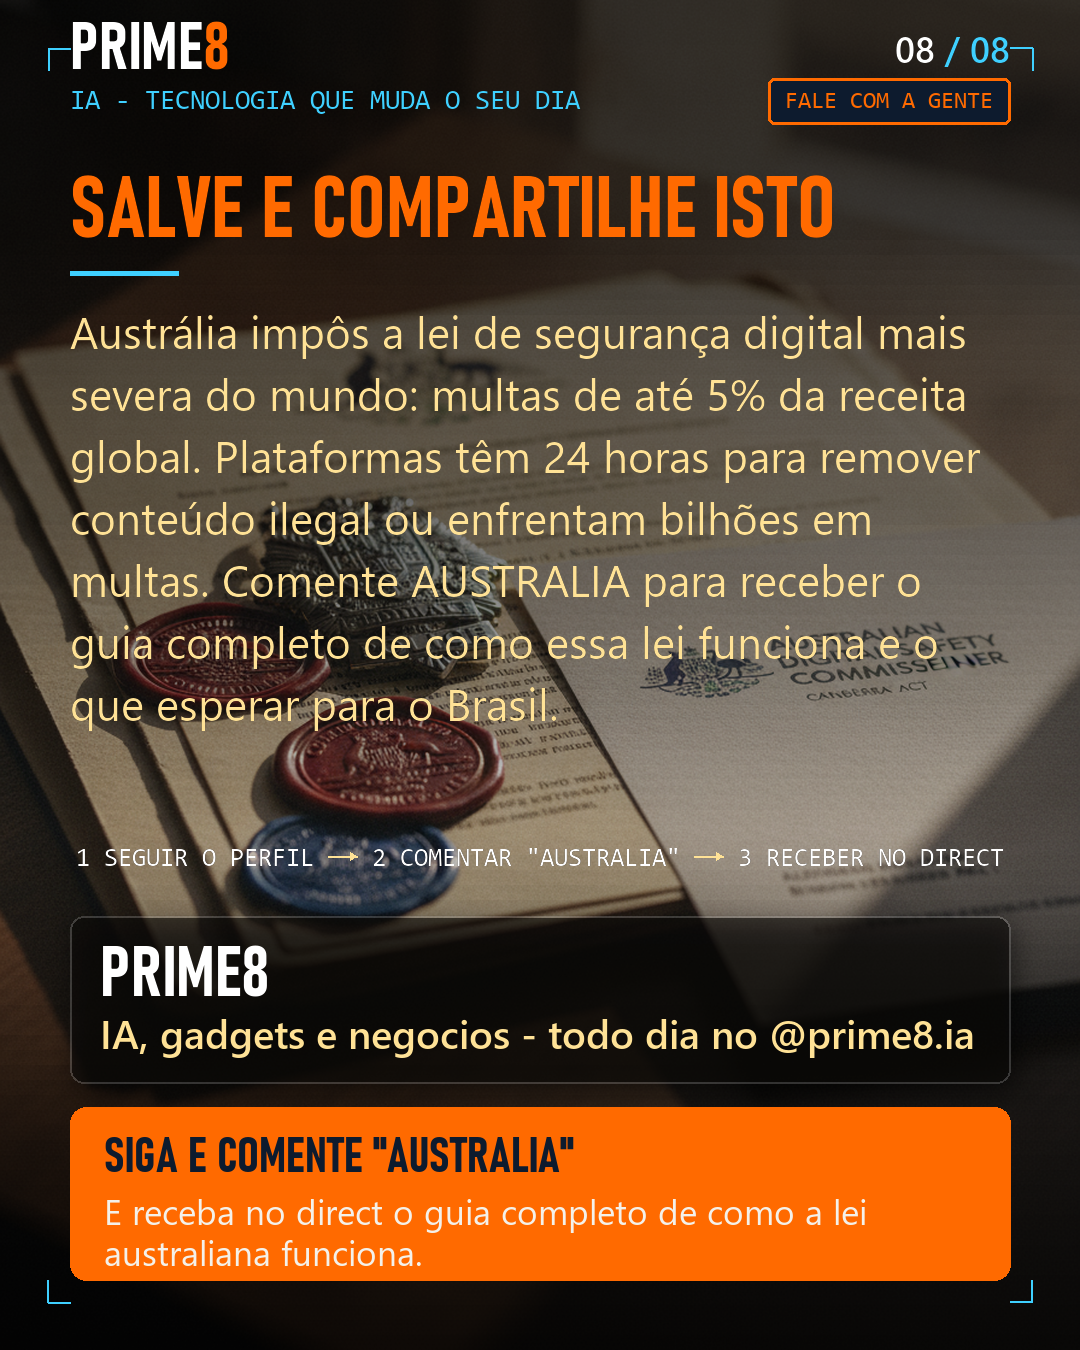 PRIME8
08 / 08
IA - TECNOLOGIA QUE MUDA O SEU DIA
FALE COM A GENTE
SALVE E COMPARTILHE ISTO
Austrália impôs a lei de segurança digital mais
severa do mundo: multas de até 5% da receita
global. Plataformas têm 24 horas para remover
conteúdo ilegal ou enfrentam bilhões em
multas. Comente AUSTRALIA para receber o
guia completo de como essa lei funciona e o
que esperar para o Brasil.
CANBERRA ACT
1 SEGUIR O PERFIL → 2 COMENTAR "AUSTRALIA" → 3 RECEBER NO DIRECT
PRIME8
IA, gadgets e negocios - todo dia no @prime8.ia
SIGA E COMENTE "AUSTRALIA"
E receba no direct o guia completo de como a lei
australiana funciona.